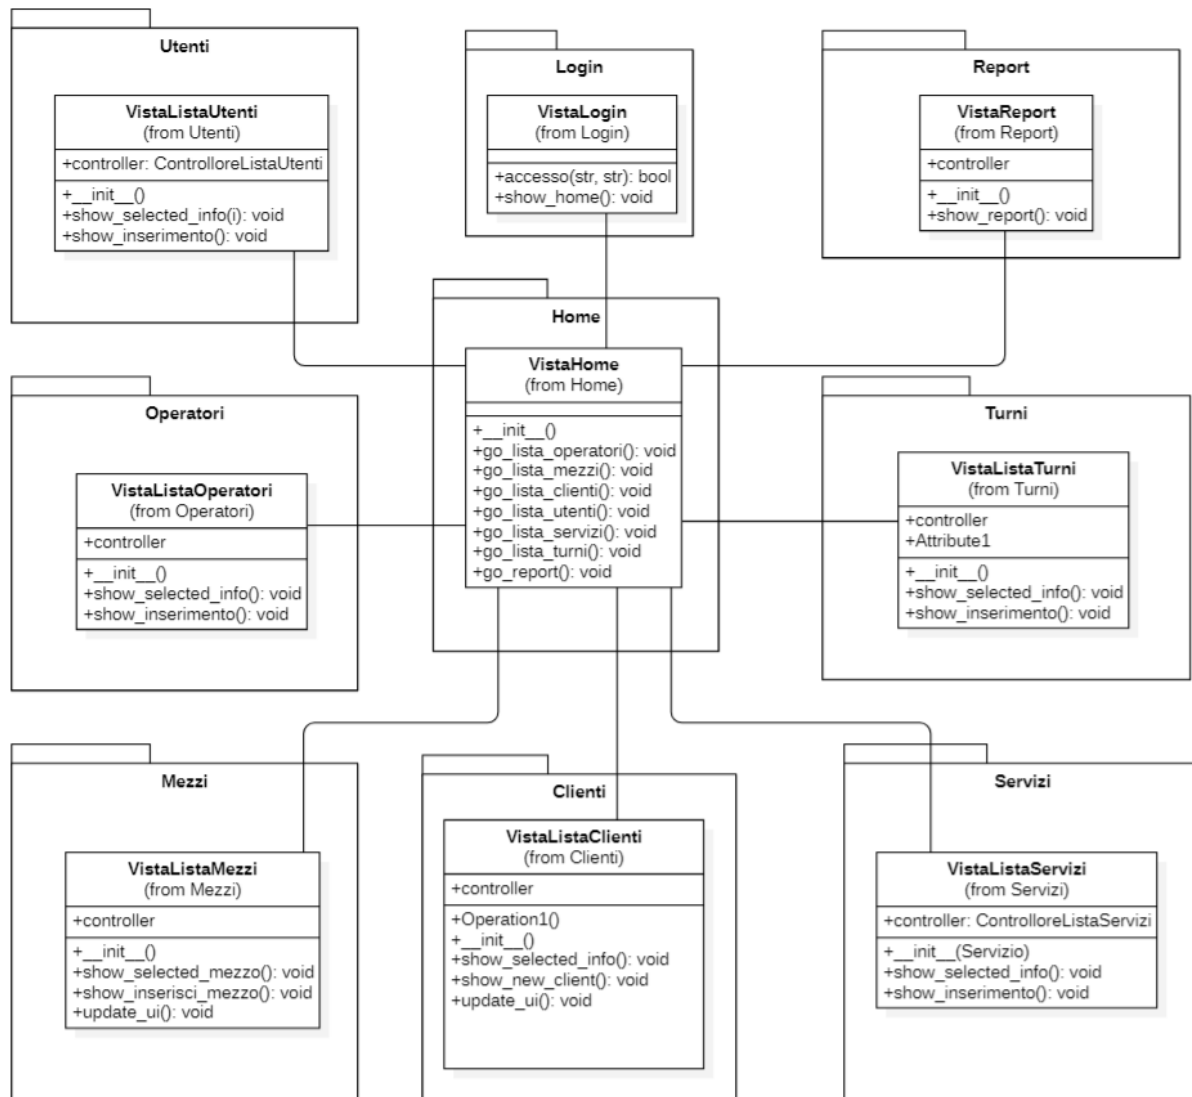 Utenti
VistaListaUtenti
(from Utenti)
+controller: ControlloreListaUtenti
+__init__()
+show_selected_info(i): void
+show_inserimento(): void
Login
VistaLogin
(from Login)
+accesso(str, str): bool
+show_home(): void
Report
VistaReport
(from Report)
+controller
+__init__()
+show_report(): void
Home
VistaHome
(from Home)
+__init__()
+go_lista_operatori(): void
+go_lista_mezzi(): void
+go_lista_clienti(): void
+go_lista_utenti(): void
+go_lista_servizi(): void
+go_lista_turni(): void
+go_report(): void
Operatori
VistaListaOperatori
(from Operatori)
+controller
+__init__()
+show_selected_info(): void
+show_inserimento(): void
Turni
VistaListaTurni
(from Turni)
+controller
+Attribute1
+__init__()
+show_selected_info(): void
+show_inserimento(): void
Mezzi
VistaListaMezzi
(from Mezzi)
+controller
+__init__()
+show_selected_mezzo(): void
+show_inserisci_mezzo(): void
+update_ui(): void
Clienti
VistaListaClienti
(from Clienti)
+controller
+Operation1()
+__init__()
+show_selected_info(): void
+show_new_client(): void
+update_ui(): void
Servizi
VistaListaServizi
(from Servizi)
+controller: ControlloreListaServizi
+__init__(Servizio)
+show_selected_info(): void
+show_inserimento(): void